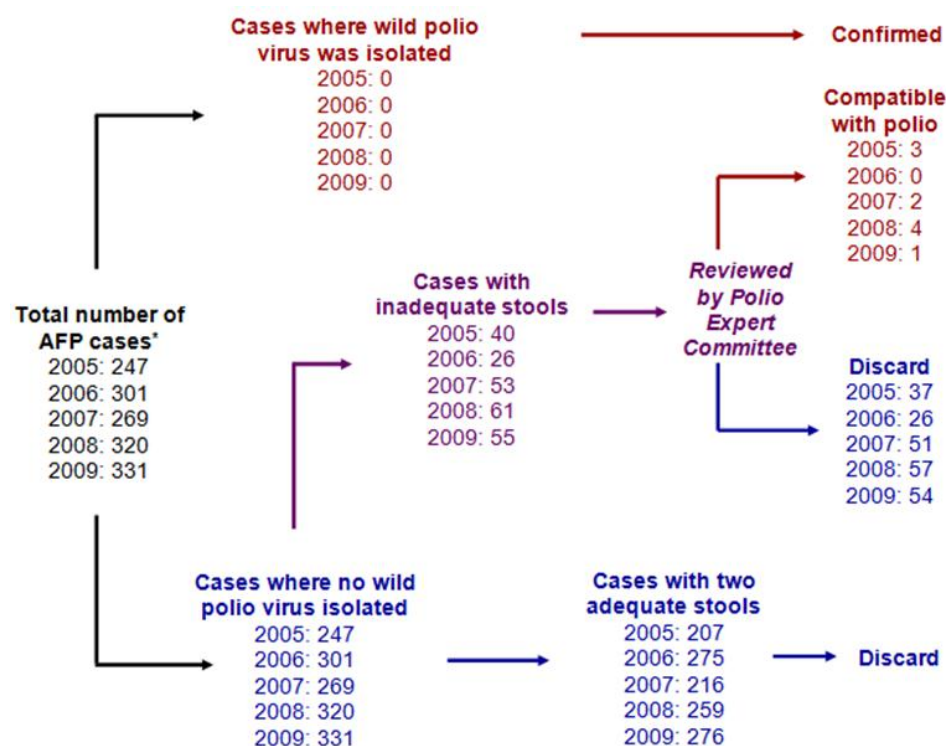 Cases where wild polio
virus was isolated
2005: 0
2006: 0
2007: 0
2008: 0
2009: 0
Confirmed
Compatible
with polio
2005: 3
2006: 0
2007: 2
2008: 4
2009: 1
Total number of
AFP cases*
2005: 247
2006: 301
2007: 269
2008: 320
2009: 331
Cases with
inadequate stools
2005: 40
2006: 26
2007: 53
2008: 61
2009: 55
Reviewed
by Polio
Expert
Committee
Discard
2005: 37
2006: 26
2007: 51
2008: 57
2009: 54
Cases where no wild
polio virus isolated
2005: 247
2006: 301
2007: 269
2008: 320
2009: 331
Cases with two
adequate stools
2005: 207
2006: 275
2007: 216
2008: 259
2009: 276
Discard